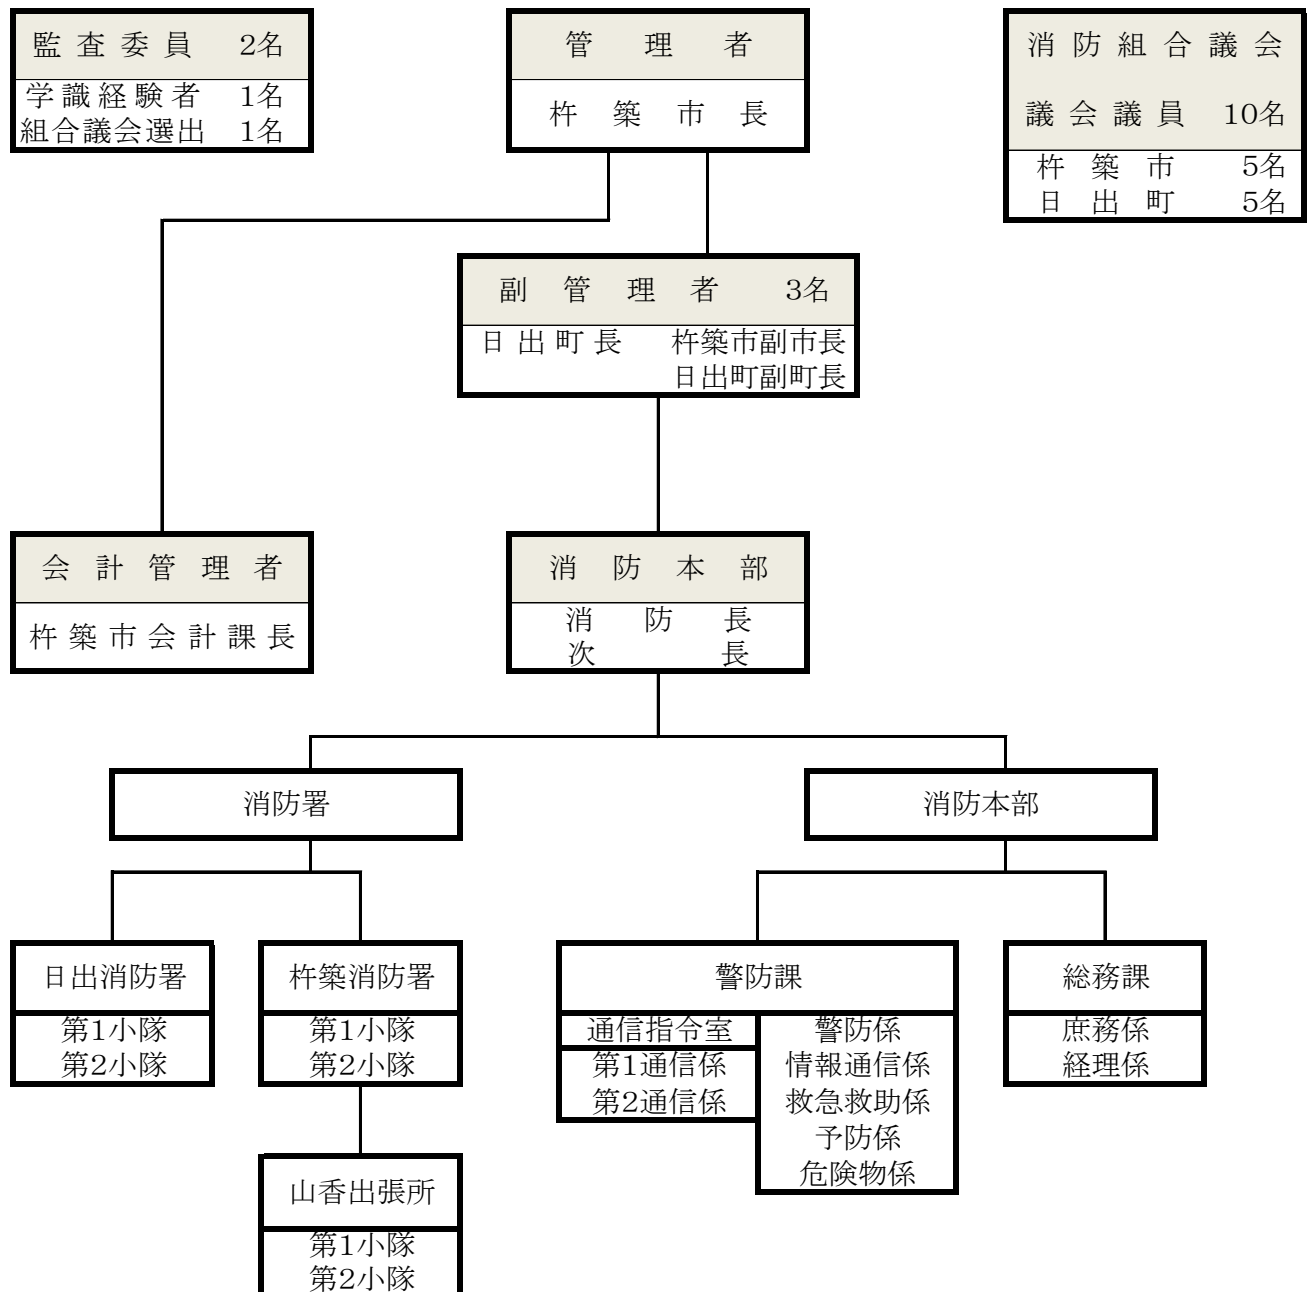 監査委員 2名
学識経験者 1名
組合議会選出 1名
管理者
杵築市長
消防組合議会
議会議員 10名
杵築市 5名
日出町 5名
副管理者 3名
日出町長 杵築市副市長
日出町副町長
会計管理者
杵築市会計課長
消防本部
消防長
次長
消防署
消防本部
日出消防署
第1小隊
第2小隊
杵築消防署
第1小隊
第2小隊
山香出張所
第1小隊
第2小隊
警防課
通信指令室
第1通信係
第2通信係
警防係
情報通信係
救急救助係
予防係
危険物係
総務課
庶務係
経理係